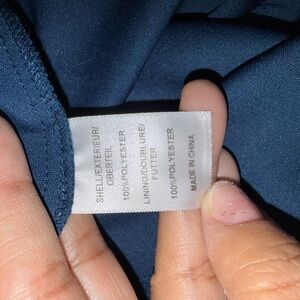 SHELL/EXTERIEUR/
OBERTEIL
100%POLYESTER
LINING/DOUBLURE/
FUTTER
100%POLYESTER
MADE IN CHINA